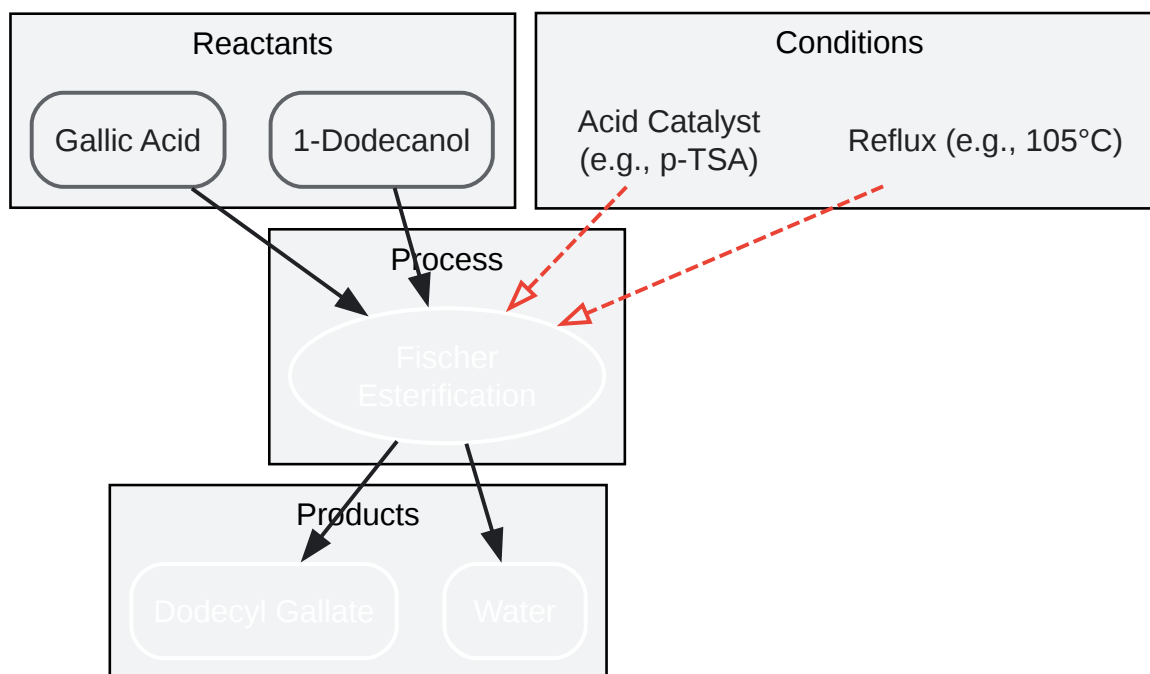 Reactants
Conditions
Gallic Acid
1-Dodecanol
Acid Catalyst
(e.g., p-TSA)
Reflux (e.g., 105°C)
Process
Fischer
Esterification
Products
Dodecyl Gallate
Water